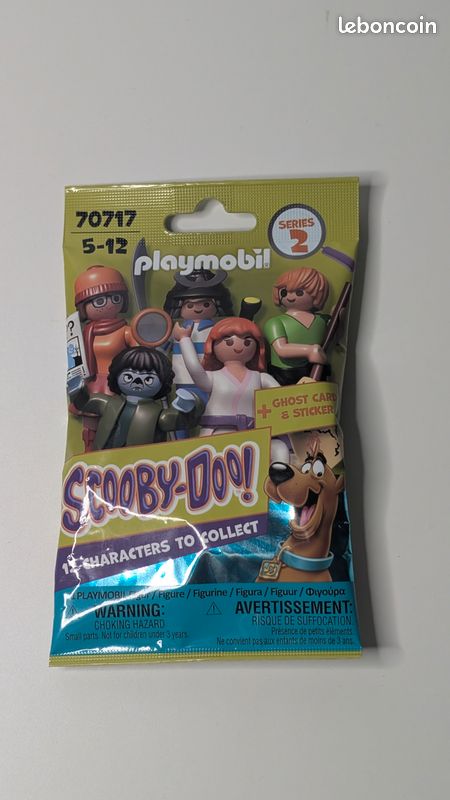 leboncoin
70717
5-12
SERIES
2
playmobil
+ GHOST CARD
& STICKER
SCOOBY-DOO!
CHARACTERS TO COLLECT
Figure / Figurine / Figura / Figuur / Φιγούρα
WARNING:
CHOKING HAZARD
Small parts. Not for children under 3 years.
AVERTISSEMENT:
RISQUE DE SUFFOCATION
Présence de petits éléments.
Ne convient pas aux enfants de moins de 3 ans.